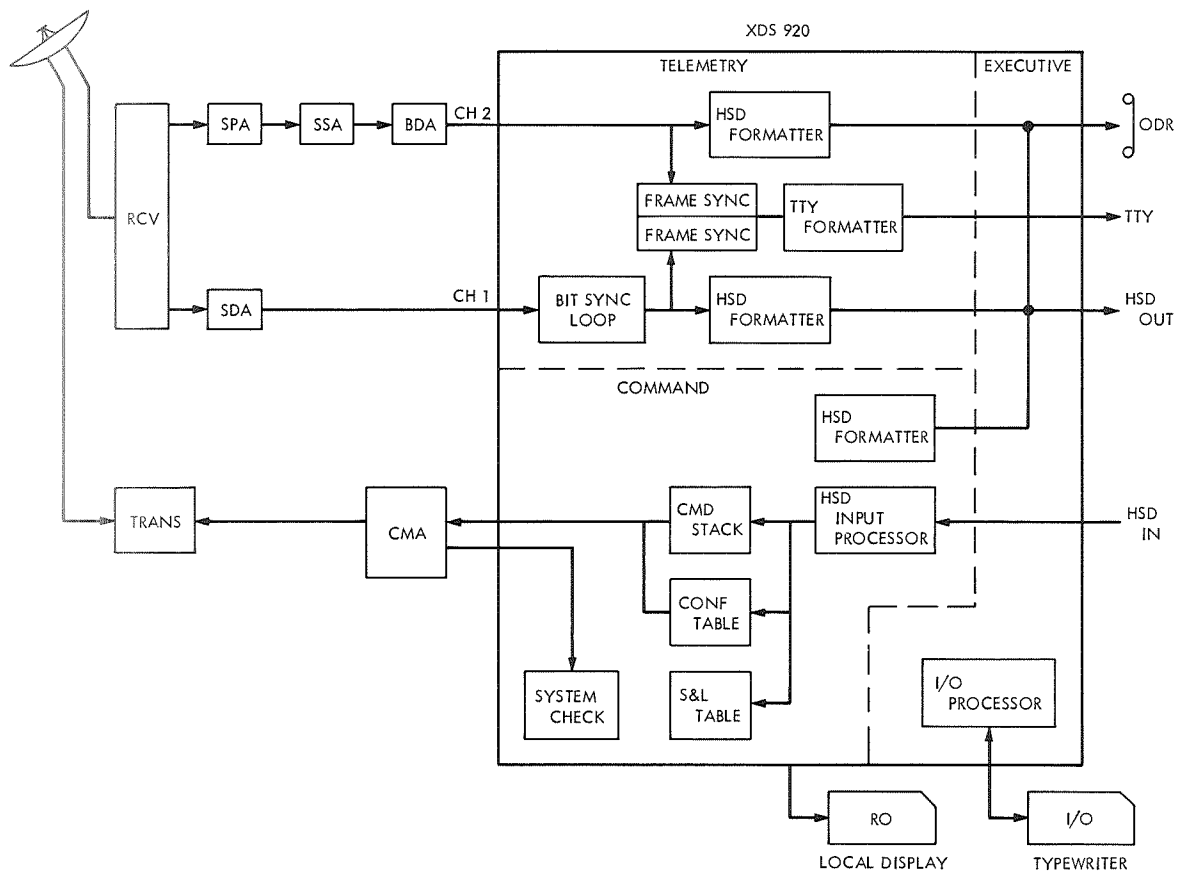 XDS 920
TELEMETRY
EXECUTIVE
SPA
SSA
BDA
CH 2
HSD
FORMATTER
ODR
RCV
FRAME SYNC
FRAME SYNC
TTY
FORMATTER
TTY
SDA
CH 1
BIT SYNC
LOOP
HSD
FORMATTER
HSD
OUT
COMMAND
HSD
FORMATTER
TRANS
CMA
CMD
STACK
HSD
INPUT
PROCESSOR
HSD
IN
CONF
TABLE
SYSTEM
CHECK
S&L
TABLE
I/O
PROCESSOR
RO
I/O
LOCAL DISPLAY
TYPEWRITER